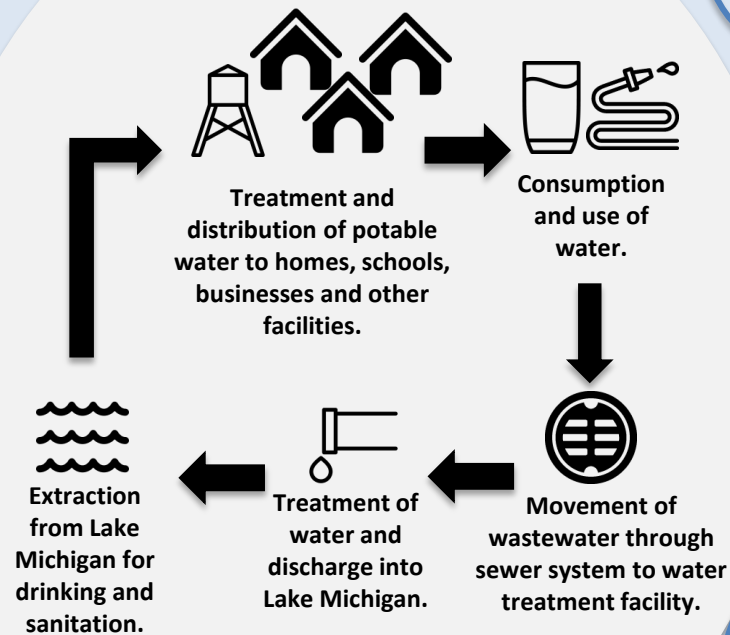 Treatment and
distribution of potable
water to homes, schools,
businesses and other
facilities.
Consumption
and use of
water.
Movement of
wastewater through
sewer system to water
treatment facility.
Treatment of
water and
discharge into
Lake Michigan.
Extraction
from Lake
Michigan for
drinking and
sanitation.